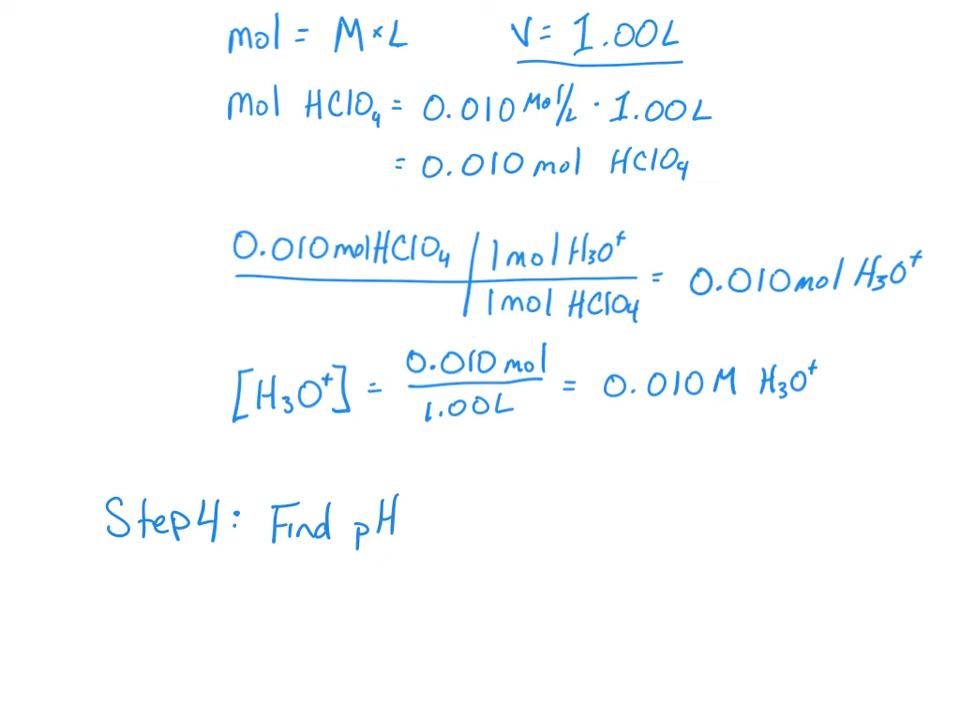 mol = M×L V = 1.00L
mol HClO₄ = 0.010 Mol/L · 1.00L
= 0.010 mol HClO₄
0.010 mol HClO₄ | 1 mol H₃O⁺ = 0.010 mol H₃O⁺
1 mol HClO₄
[H₃O⁺] = 0.010 mol = 0.010 M H₃O⁺
1.00L
Step 4: Find pH